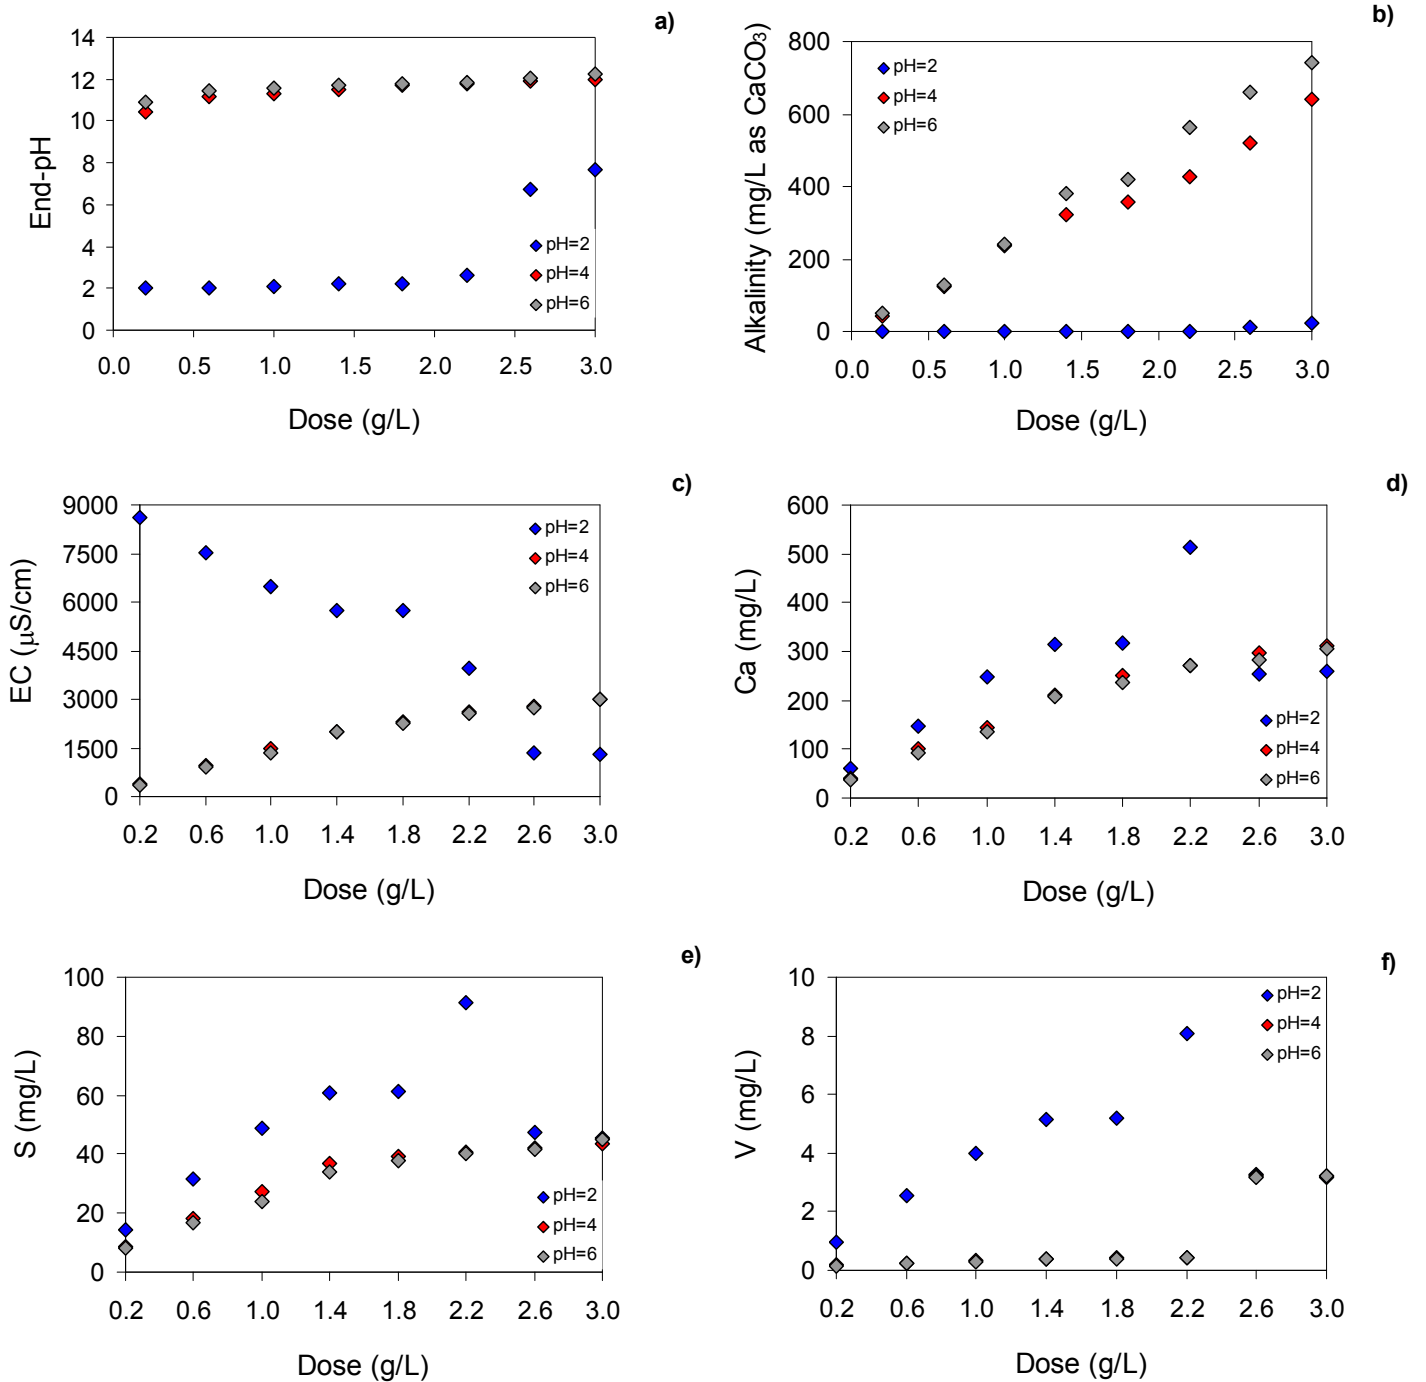 a)
14
12
10
8
6
4
2
0
End-pH
pH=2
pH=4
pH=6
0.0 0.5 1.0 1.5 2.0 2.5 3.0
Dose (g/L)
b)
800
600
400
200
0
Alkalinity (mg/L as CaCO₃)
pH=2
pH=4
pH=6
0.0 0.5 1.0 1.5 2.0 2.5 3.0
Dose (g/L)
c)
9000
7500
6000
4500
3000
1500
0
EC (μS/cm)
pH=2
pH=4
pH=6
0.2 0.6 1.0 1.4 1.8 2.2 2.6 3.0
Dose (g/L)
d)
600
500
400
300
200
100
0
Ca (mg/L)
pH=2
pH=4
pH=6
0.2 0.6 1.0 1.4 1.8 2.2 2.6 3.0
Dose (g/L)
e)
100
80
60
40
20
0
S (mg/L)
pH=2
pH=4
pH=6
0.2 0.6 1.0 1.4 1.8 2.2 2.6 3.0
Dose (g/L)
f)
10
8
6
4
2
0
V (mg/L)
pH=2
pH=4
pH=6
0.2 0.6 1.0 1.4 1.8 2.2 2.6 3.0
Dose (g/L)